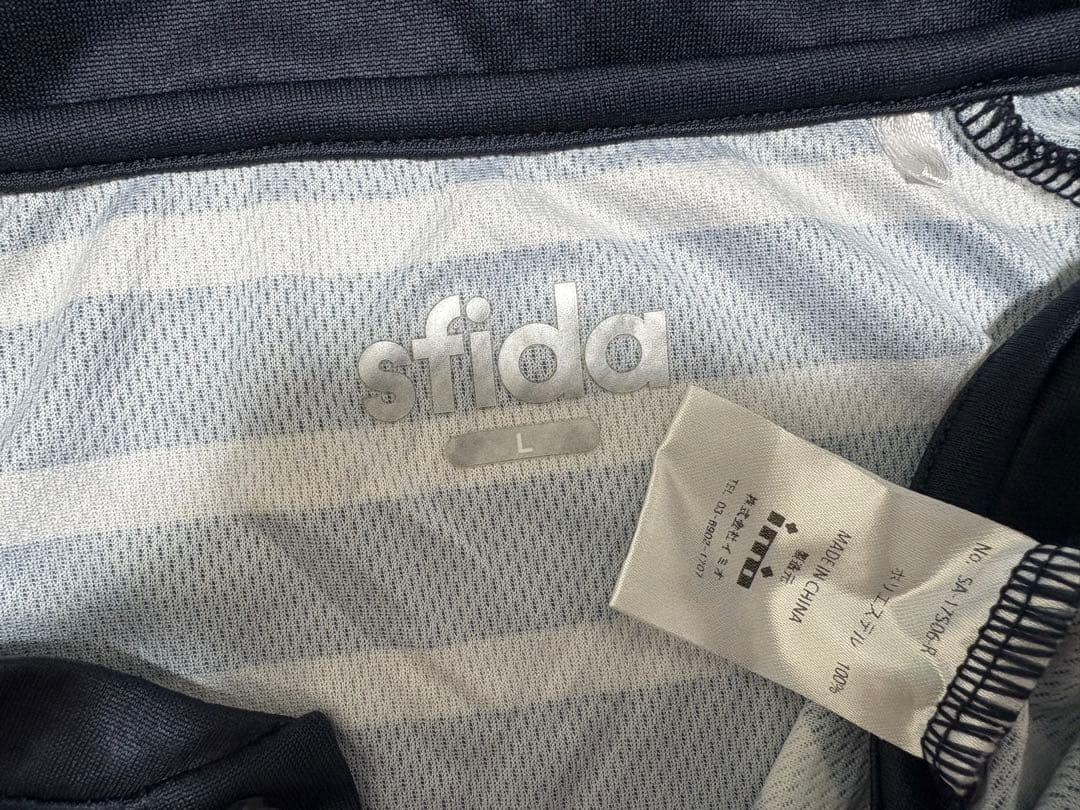 sfida
L
No. SA-17S06-R
ポリエステル 100%
MADE IN CHINA
製造元
株式会社イミオ
TEL 03-8902-1707